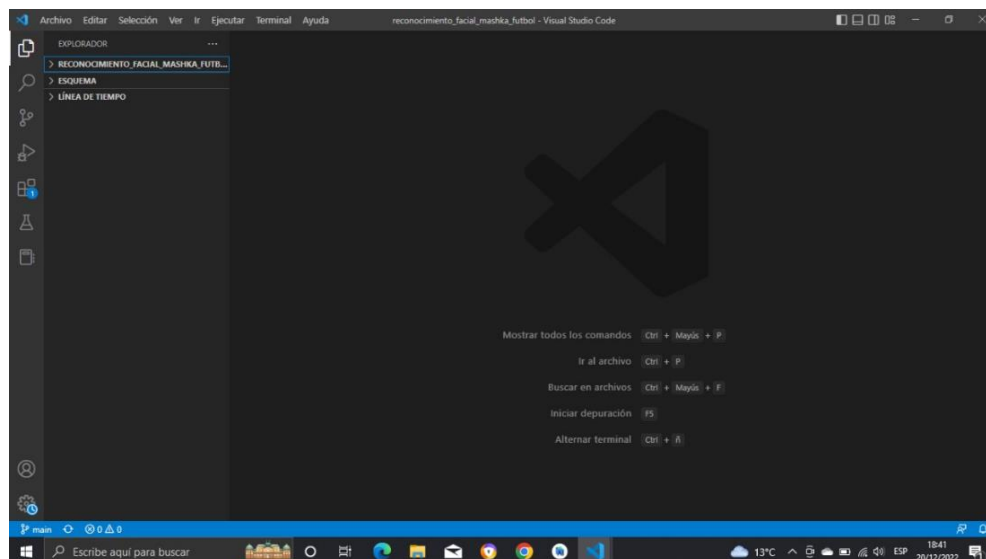 Archivo Editar Selección Ver Ir Ejecutar Terminal Ayuda
reconocimiento_facial_mashka_futbol - Visual Studio Code
EXPLORADOR
RECONOCIMIENTO_FACIAL_MASHKA_FUTB...
ESQUEMA
LÍNEA DE TIEMPO
1
Mostrar todos los comandos Ctrl + Mayús + P
Ir al archivo Ctrl + P
Buscar en archivos Ctrl + Mayús + F
Iniciar depuración F5
Alternar terminal Ctrl + ñ
main 0 0
Escribe aquí para buscar
13°C ESP
18:41
20/12/2022